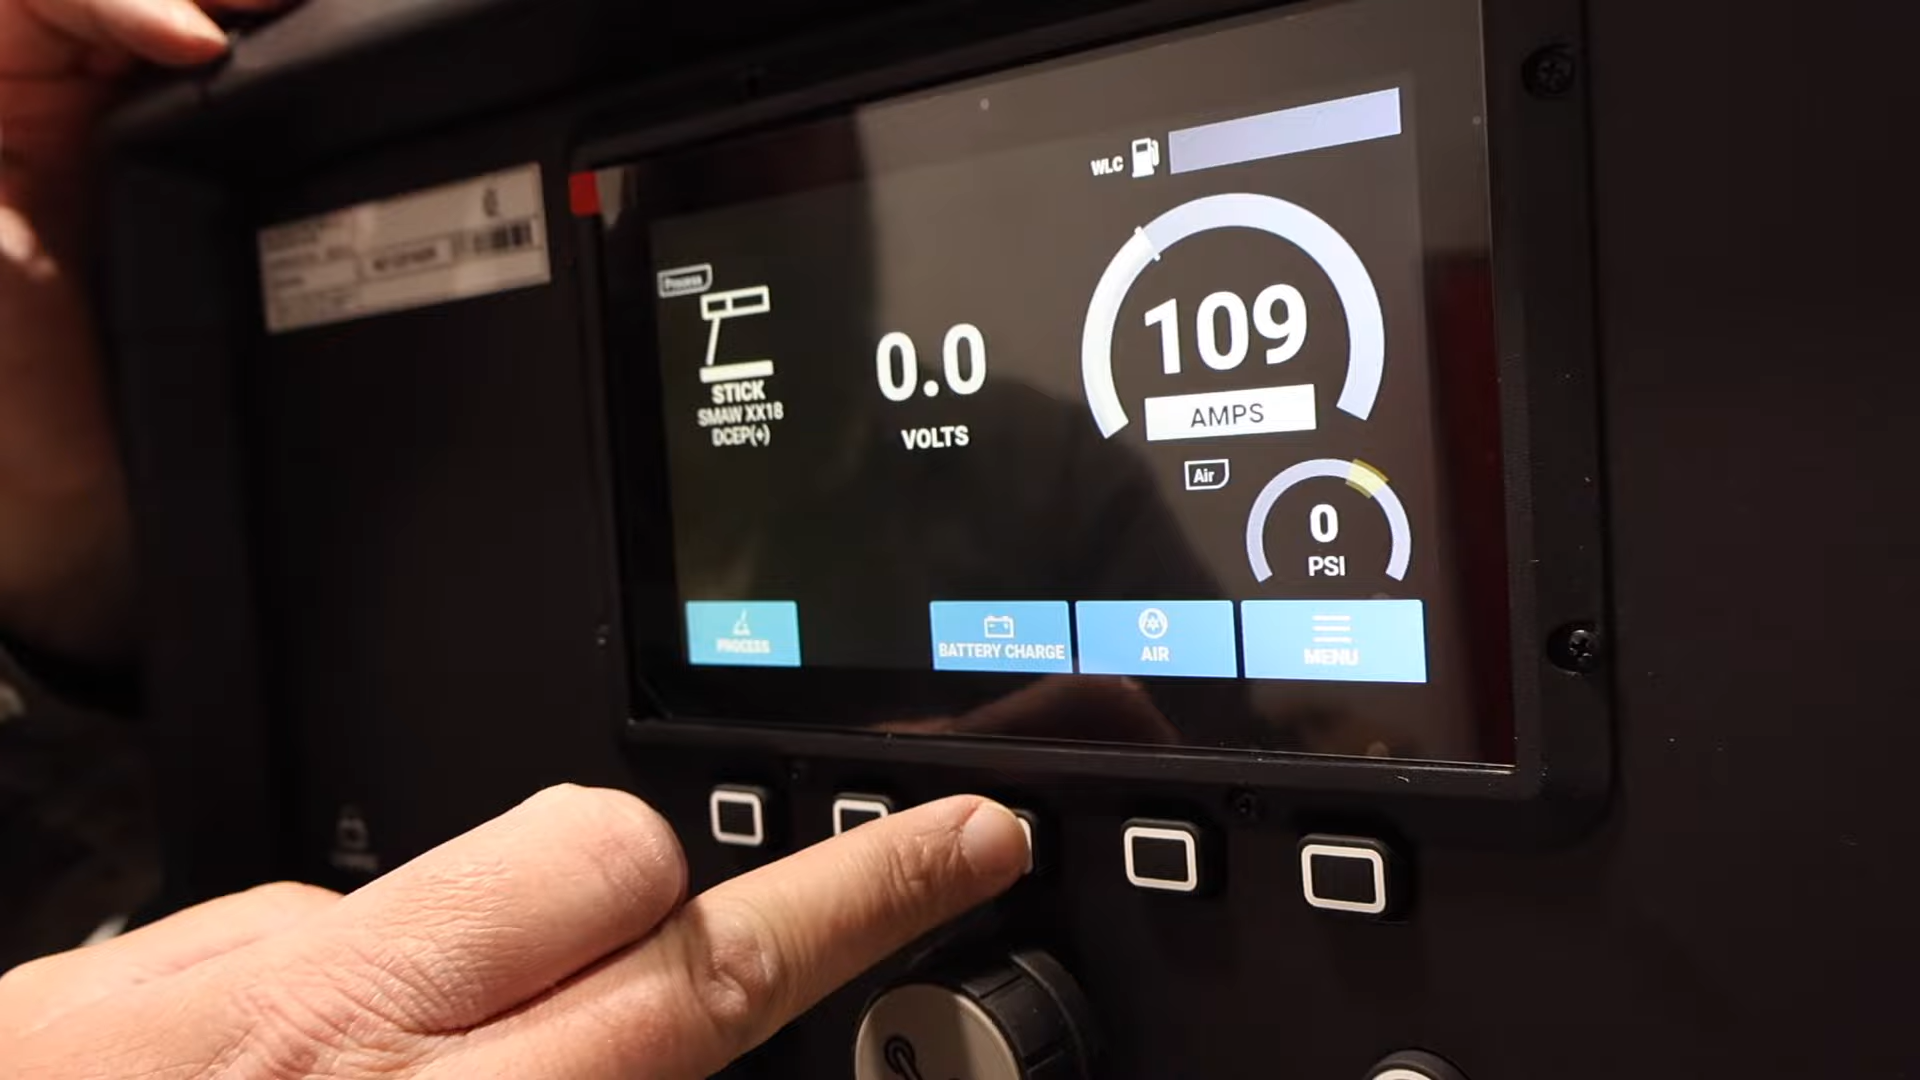 WLC
Process
STICK
SMAW XX18
DCEP(+)
0.0
VOLTS
109
AMPS
Air
0
PSI
PROCESS
BATTERY CHARGE
AIR
MENU